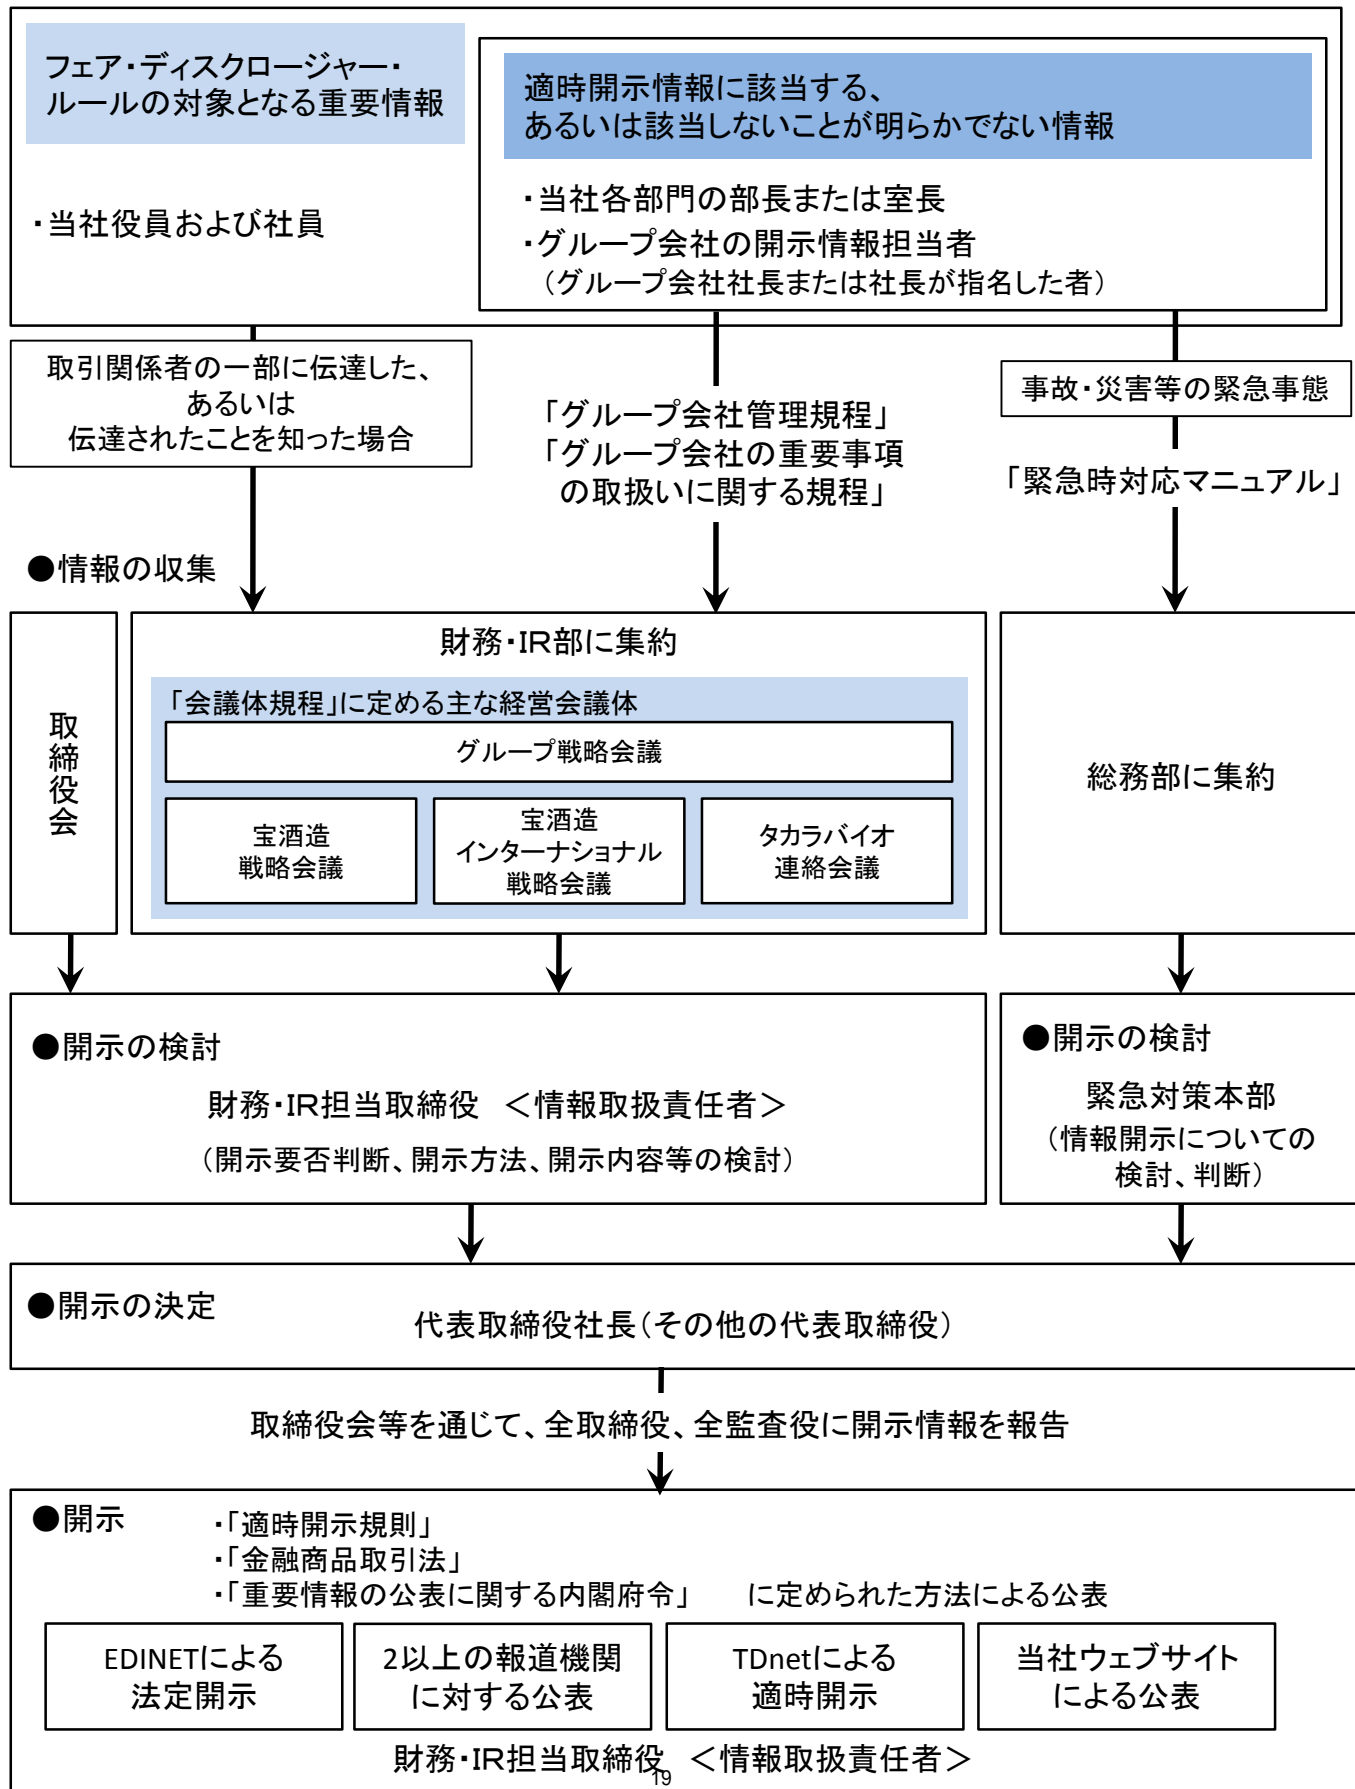 フェア・ディスクロージャー・
ルールの対象となる重要情報
・当社役員および社員
適時開示情報に該当する、
あるいは該当しないことが明らかでない情報
・当社各部門の部長または室長
・グループ会社の開示情報担当者
（グループ会社社長または社長が指名した者）
取引関係者の一部に伝達した、
あるいは
伝達されたことを知った場合
「グループ会社管理規程」
「グループ会社の重要事項
の取扱いに関する規程」
事故・災害等の緊急事態
「緊急時対応マニュアル」
●情報の収集
取締役会
財務・IR部に集約
「会議体規程」に定める主な経営会議体
グループ戦略会議
宝酒造
戦略会議
宝酒造
インターナショナル
戦略会議
タカラバイオ
連絡会議
総務部に集約
●開示の検討
財務・IR担当取締役　＜情報取扱責任者＞
（開示要否判断、開示方法、開示内容等の検討）
●開示の検討
緊急対策本部
（情報開示についての
検討、判断）
●開示の決定
代表取締役社長（その他の代表取締役）
取締役会等を通じて、全取締役、全監査役に開示情報を報告
●開示
・「適時開示規則」
・「金融商品取引法」
・「重要情報の公表に関する内閣府令」　に定められた方法による公表
EDINETによる
法定開示
2以上の報道機関
に対する公表
TDnetによる
適時開示
当社ウェブサイト
による公表
財務・IR担当取締役　＜情報取扱責任者＞
19